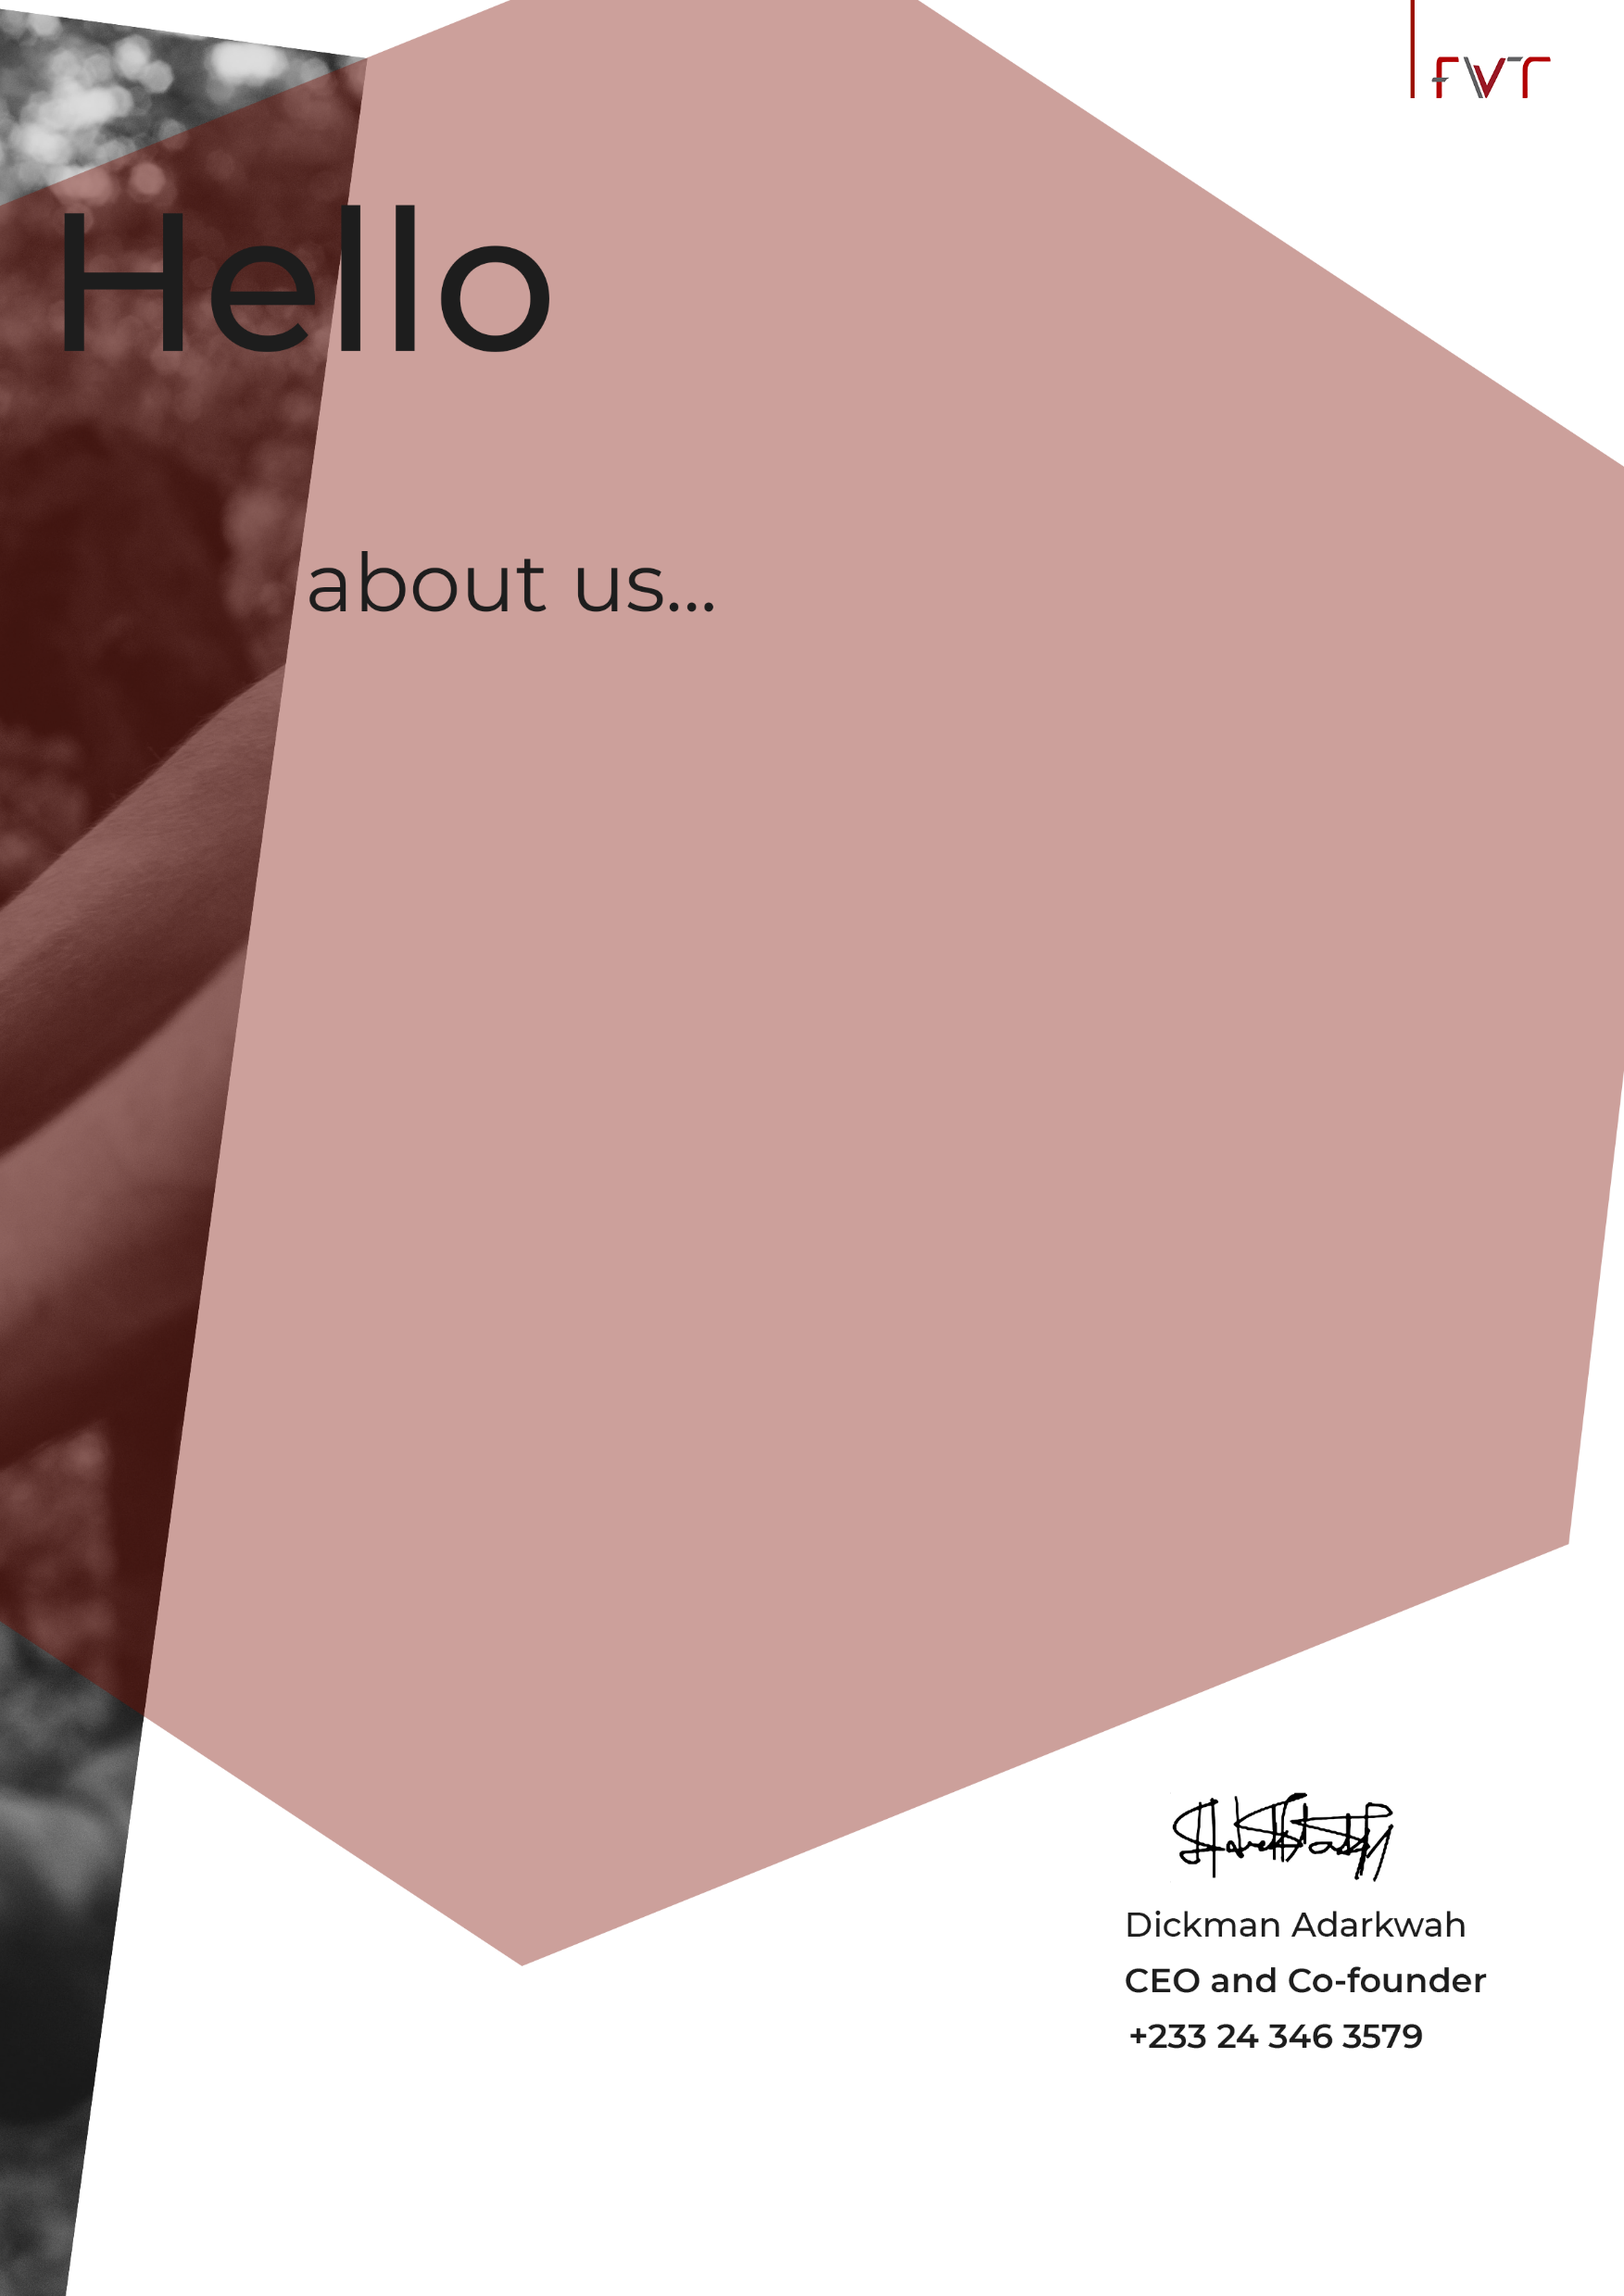 fVT
Hello
about us...
Dickman Adarkwah
CEO and Co-founder
+233 24 346 3579